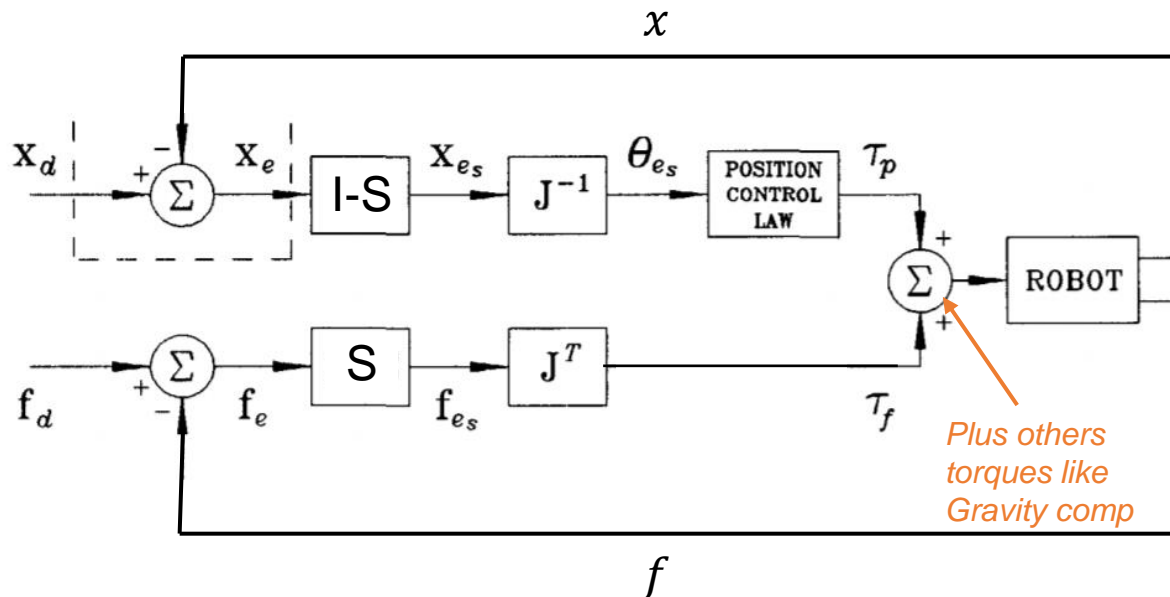 x
−
+
x_d
Σ
x_e
I-S
x_{e_s}
J^{-1}
θ_{e_s}
POSITION
CONTROL
LAW
τ_p
+
Σ
+
ROBOT
f_d
+
−
Σ
f_e
S
f_{e_s}
J^T
τ_f
Plus others
torques like
Gravity comp
f